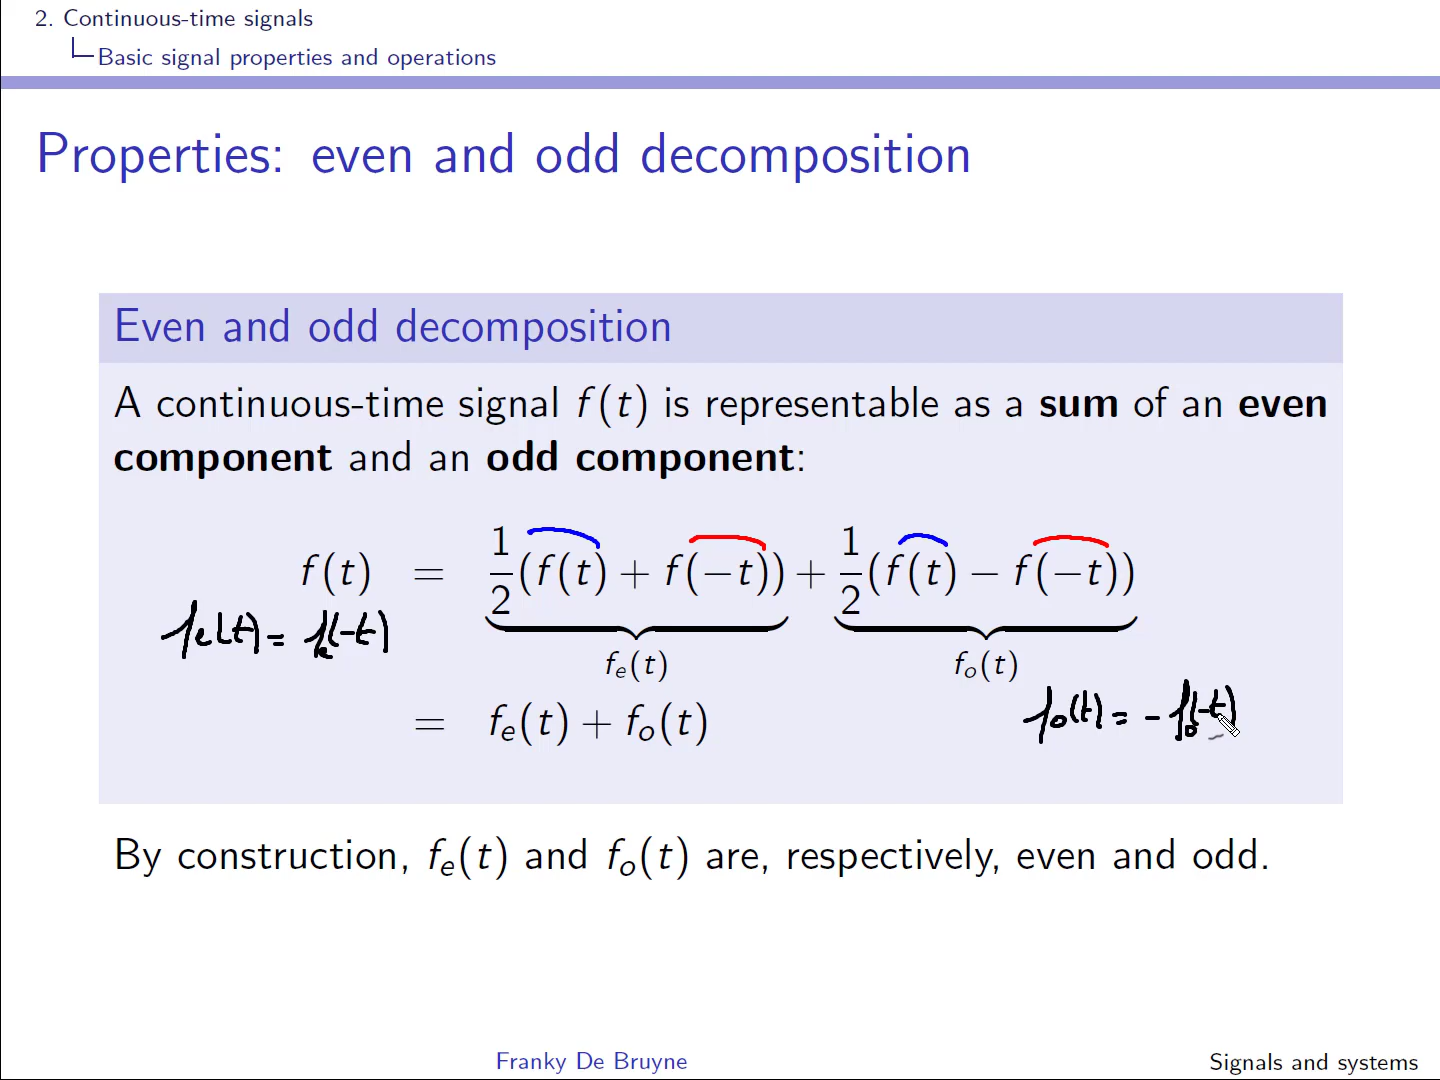 2. Continuous-time signals
Basic signal properties and operations
Properties: even and odd decomposition
Even and odd decomposition
A continuous-time signal f(t) is representable as a sum of an even
component and an odd component:
f(t) = 1/2(f(t) + f(−t)) + 1/2(f(t) − f(−t))
fe(t) = fe(-t)
fe(t) fo(t)
= fe(t) + fo(t)
fo(t) = - fo(-t)
By construction, fe(t) and fo(t) are, respectively, even and odd.
Franky De Bruyne
Signals and systems